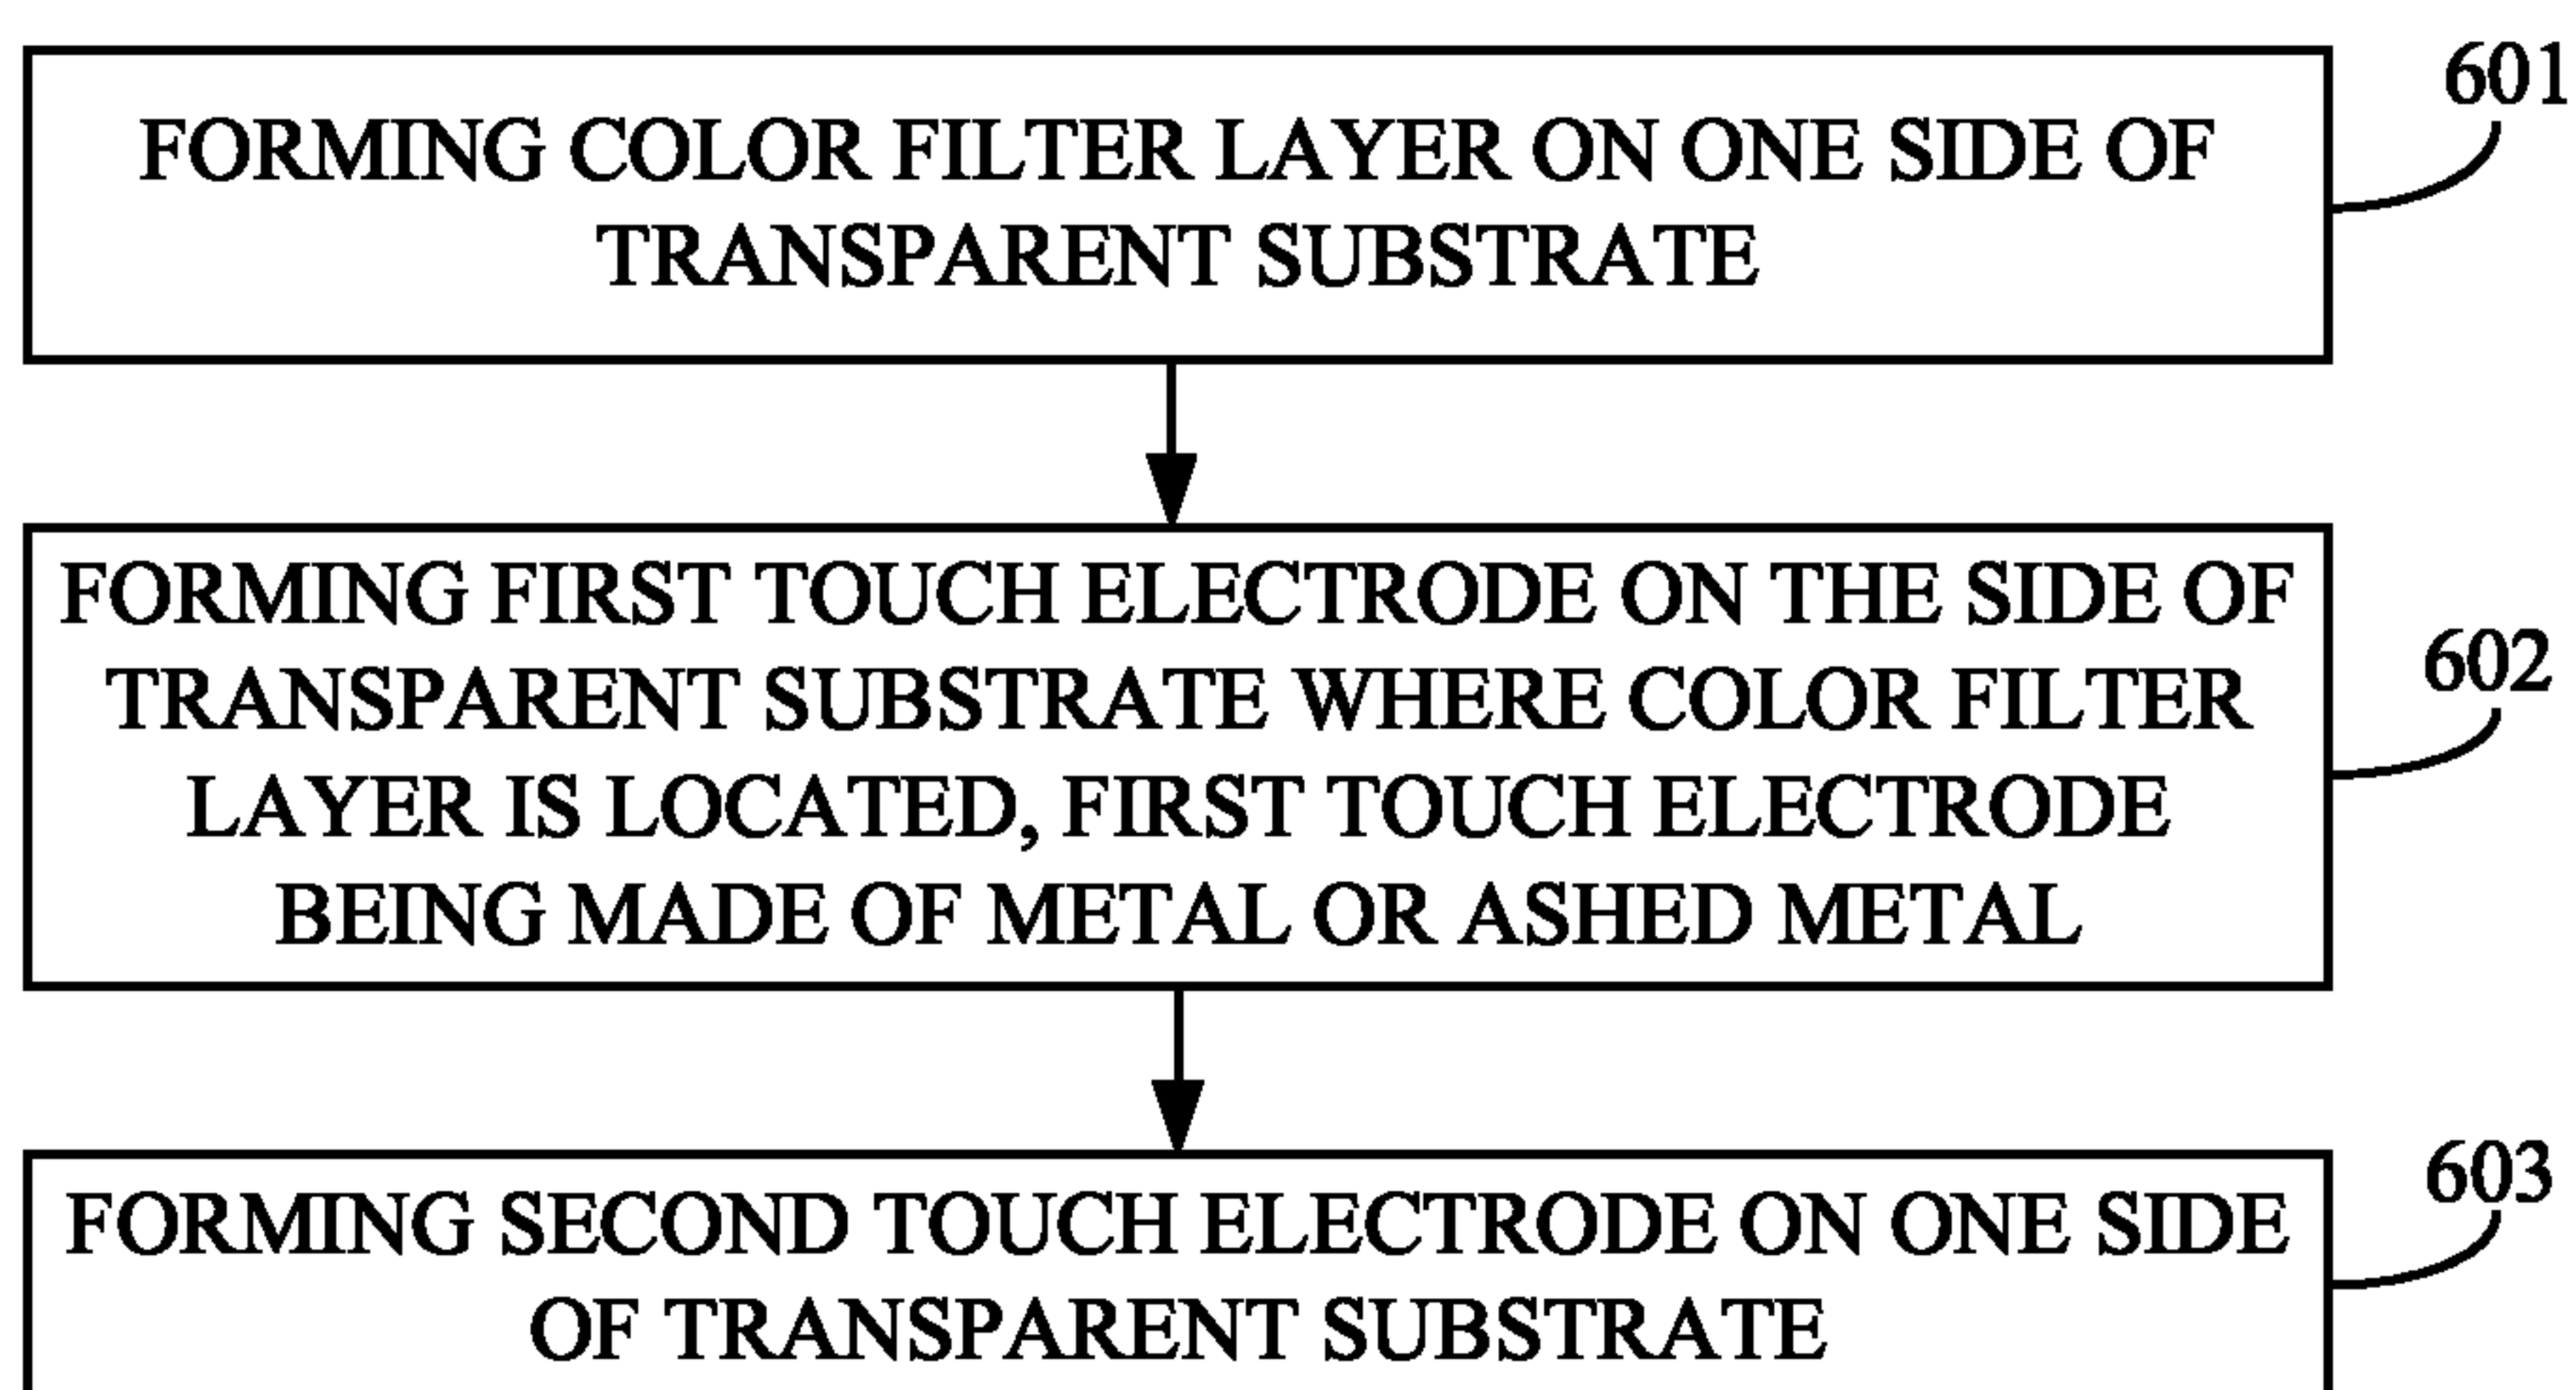 601
FORMING COLOR FILTER LAYER ON ONE SIDE OF
TRANSPARENT SUBSTRATE
FORMING FIRST TOUCH ELECTRODE ON THE SIDE OF
TRANSPARENT SUBSTRATE WHERE COLOR FILTER
602
LAYER IS LOCATED, FIRST TOUCH ELECTRODE
BEING MADE OF METAL OR ASHED METAL
603
FORMING SECOND TOUCH ELECTRODE ON ONE SIDE
OF TRANSPARENT SUBSTRATE